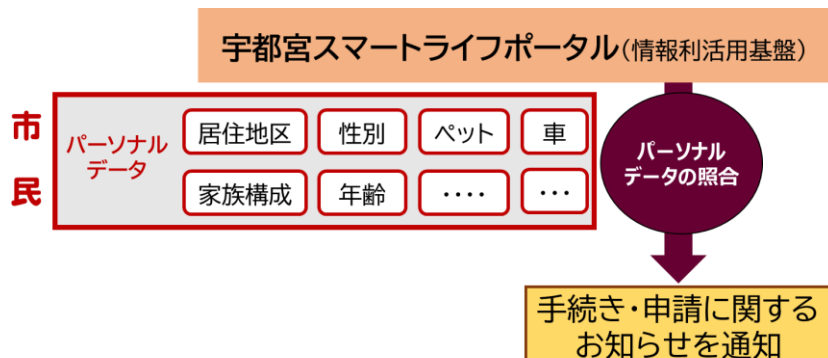 宇都宮スマートライフポータル(情報利活用基盤)
市
民
パーソナル
データ
居住地区
性別
ペット
車
家族構成
年齢
････
･･･
パーソナル
データの照合
手続き・申請に関する
お知らせを通知